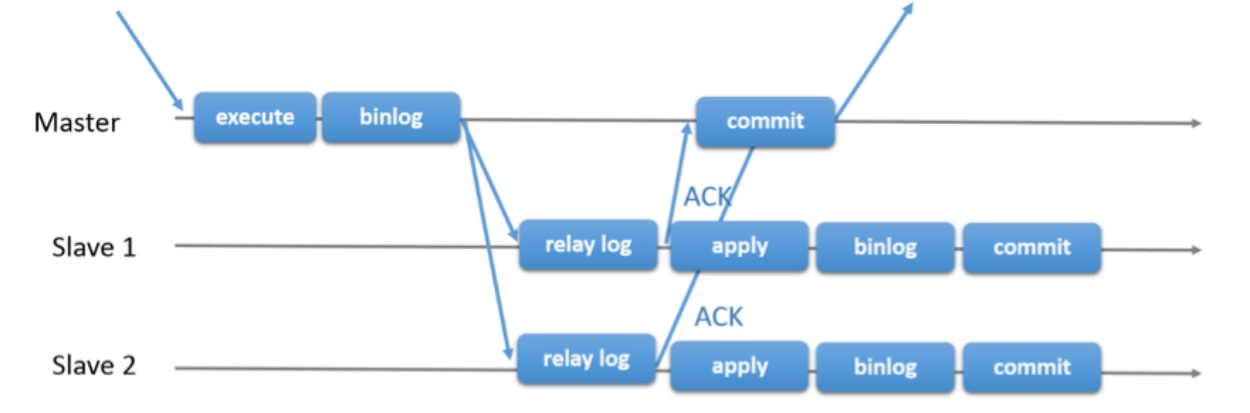 Master execute binlog commit
ACK
Slave 1 relay log apply binlog commit
ACK
Slave 2 relay log apply binlog commit